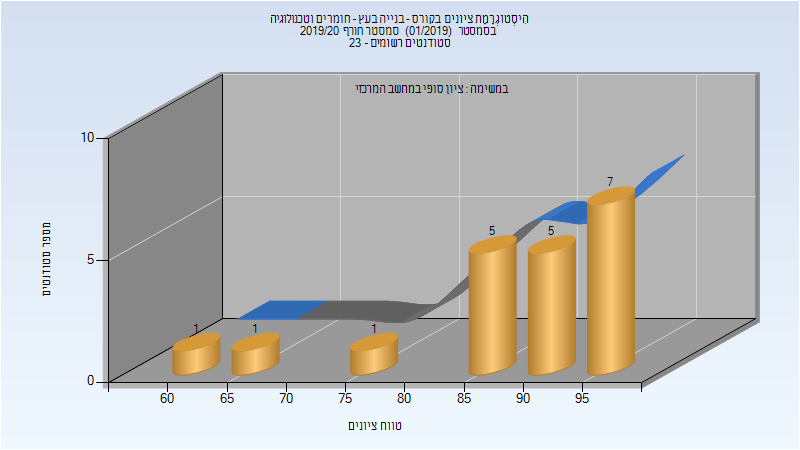 היסטוגרמת ציונים בקורס - בנייה בעץ - חומרים וטכנולוגיה
בסמסטר (01/2019) סמסטר חורף 2019/20
סטודנטים רשומים - 23
במשימה : ציון סופי במחשב המרכזי
10
5
0
מספר סטודנטים
1
1
1
5
5
7
60
65
70
75
80
85
90
95
טווח ציונים